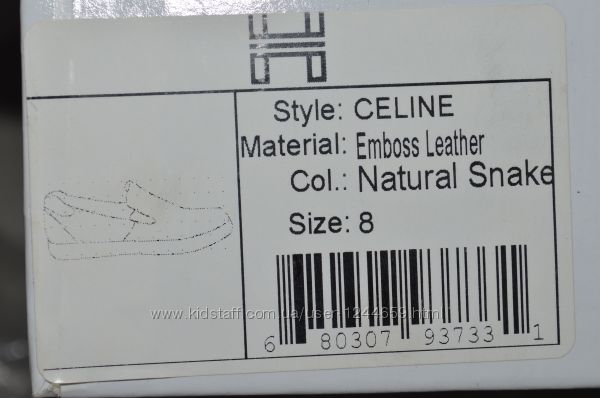 Style: CELINE
Material: Emboss Leather
Col.: Natural Snake
Size: 8
www.kidstaff.com.ua/user-1244659.html
6 80307 93733 1